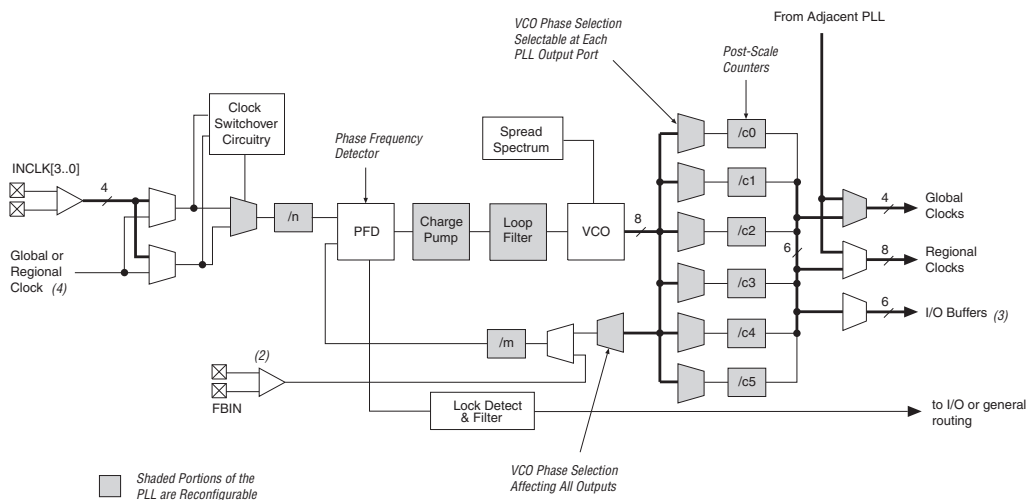 From Adjacent PLL
VCO Phase Selection
Selectable at Each
PLL Output Port
Post-Scale
Counters
Clock
Switchover
Circuitry
Phase Frequency
Detector
Spread
Spectrum
INCLK[3..0]
4
/n
PFD
Charge
Pump
Loop
Filter
VCO
8
/c0
/c1
/c2
/c3
/c4
/c5
6
4
Global
Clocks
8
Regional
Clocks
6
I/O Buffers (3)
Global or
Regional
Clock (4)
/m
(2)
FBIN
Lock Detect
& Filter
to I/O or general
routing
VCO Phase Selection
Affecting All Outputs
Shaded Portions of the
PLL are Reconfigurable